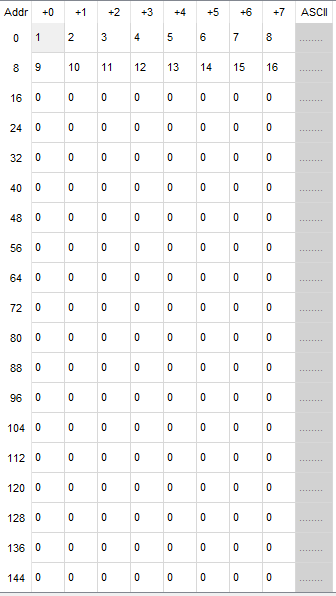 Addr +0 +1 +2 +3 +4 +5 +6 +7 ASCII
0 1 2 3 4 5 6 7 8 ........
8 9 10 11 12 13 14 15 16 ........
16 0 0 0 0 0 0 0 0 ........
24 0 0 0 0 0 0 0 0 ........
32 0 0 0 0 0 0 0 0 ........
40 0 0 0 0 0 0 0 0 ........
48 0 0 0 0 0 0 0 0 ........
56 0 0 0 0 0 0 0 0 ........
64 0 0 0 0 0 0 0 0 ........
72 0 0 0 0 0 0 0 0 ........
80 0 0 0 0 0 0 0 0 ........
88 0 0 0 0 0 0 0 0 ........
96 0 0 0 0 0 0 0 0 ........
104 0 0 0 0 0 0 0 0 ........
112 0 0 0 0 0 0 0 0 ........
120 0 0 0 0 0 0 0 0 ........
128 0 0 0 0 0 0 0 0 ........
136 0 0 0 0 0 0 0 0 ........
144 0 0 0 0 0 0 0 0 ........